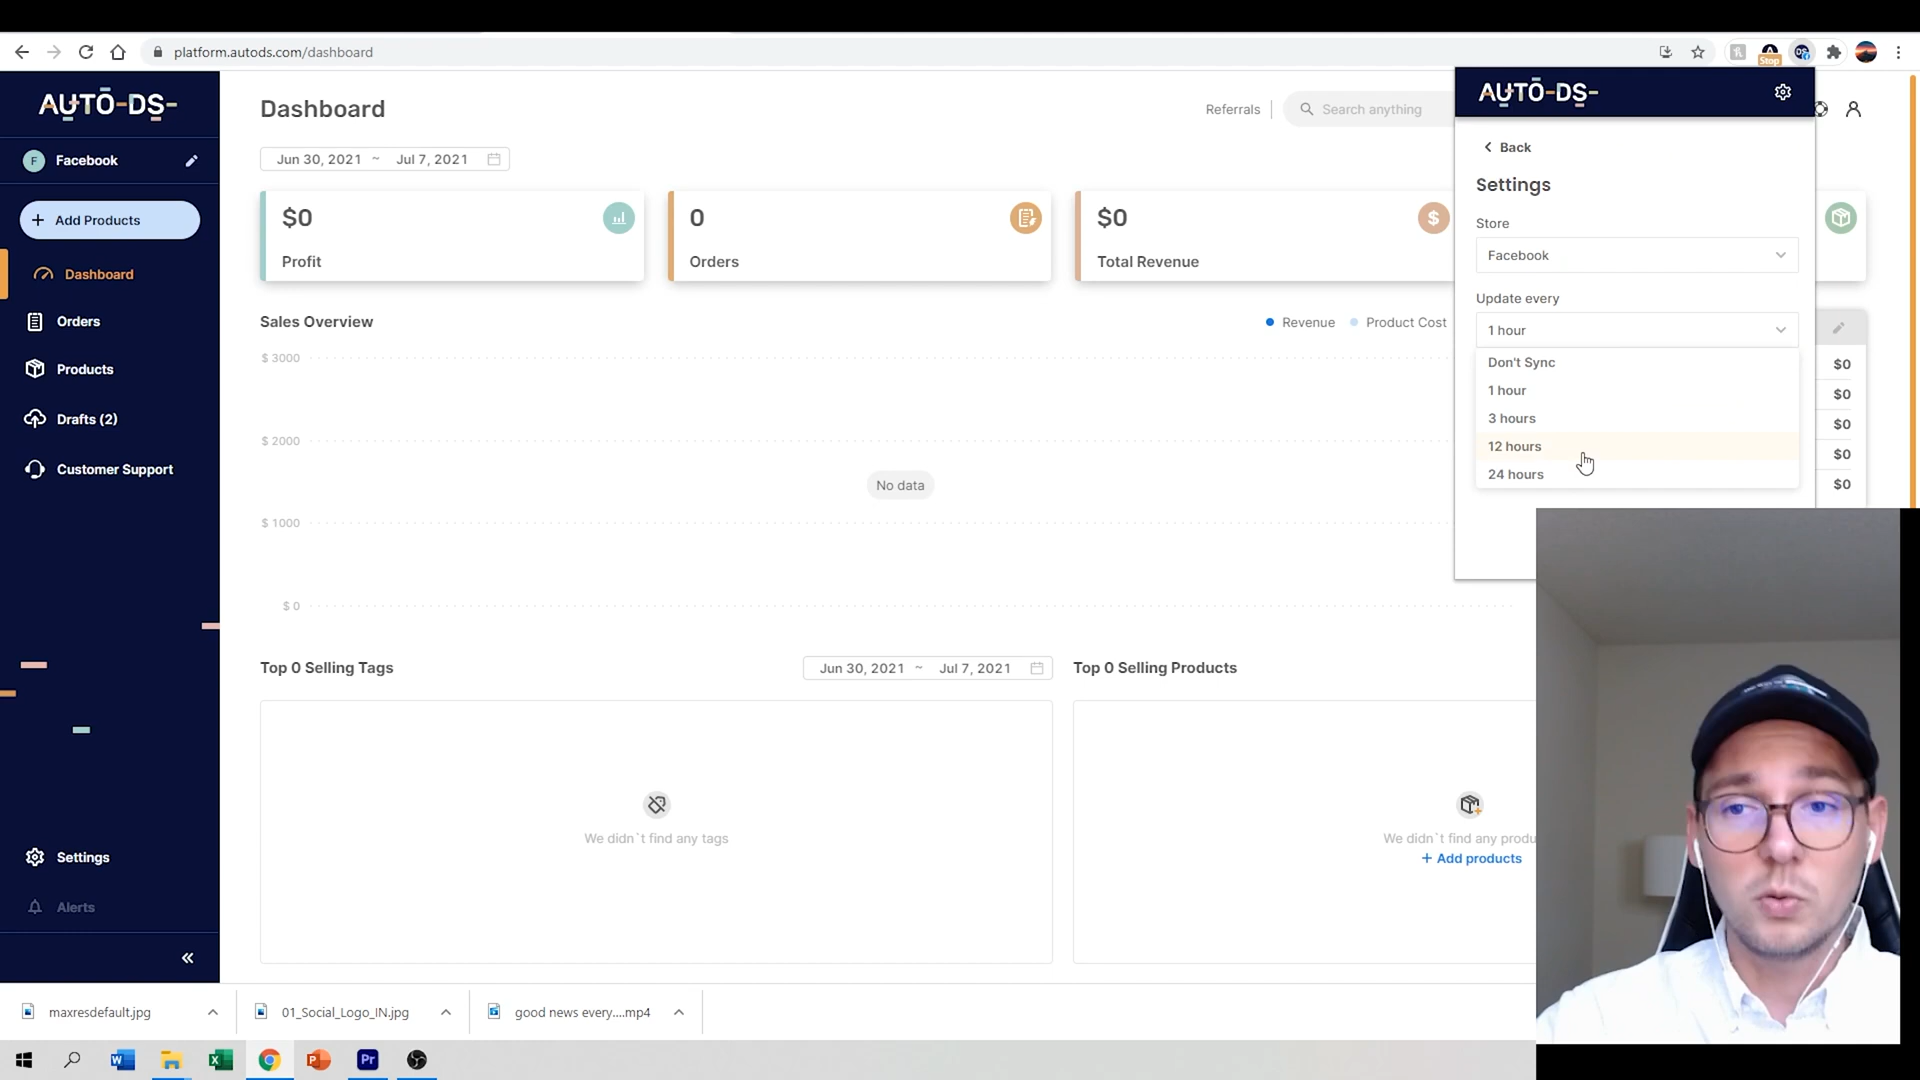 platform.autods.com/dashboard
Stop
DS
AUTO-DS-
F Facebook
+ Add Products
Dashboard
Orders
Products
Drafts (2)
Customer Support
Settings
Alerts
Dashboard
Referrals
Search anything
Jun 30, 2021 ~ Jul 7, 2021
$0
Profit
0
Orders
$0
Total Revenue
Sales Overview
Revenue
Product Cost
$ 3000
$ 2000
$ 1000
$ 0
No data
Top 0 Selling Tags
Jun 30, 2021 ~ Jul 7, 2021
We didn`t find any tags
Top 0 Selling Products
We didn`t find any produ
+ Add products
AUTO-DS-
Back
Settings
Store
Facebook
Update every
1 hour
Don't Sync
1 hour
3 hours
12 hours
24 hours
$0
$0
$0
$0
$0
maxresdefault.jpg
01_Social_Logo_IN.jpg
good news every....mp4
Pr